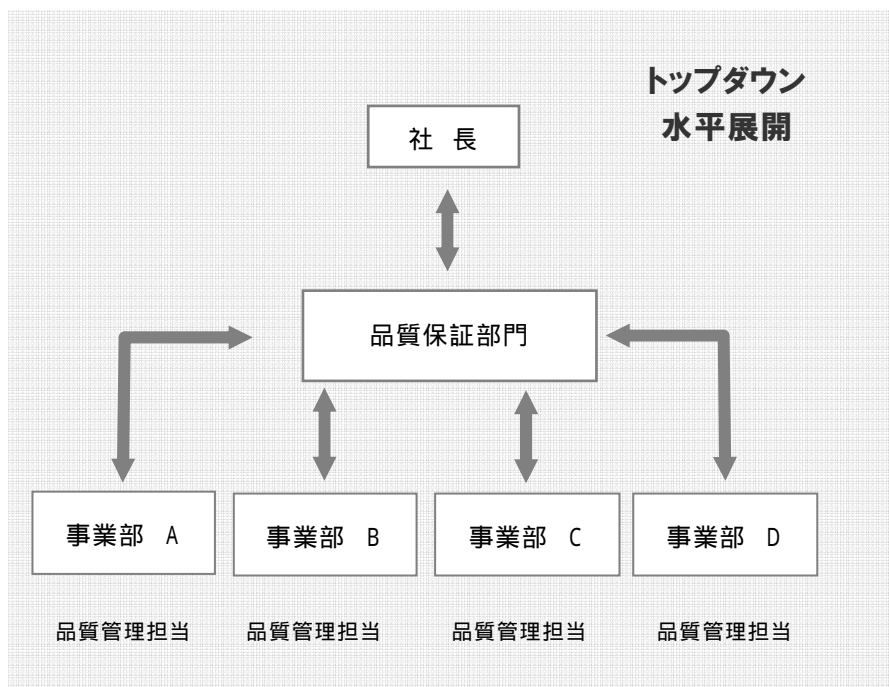 トップダウン
水平展開
社 長
品質保証部門
事業部 A
事業部 B
事業部 C
事業部 D
品質管理担当
品質管理担当
品質管理担当
品質管理担当